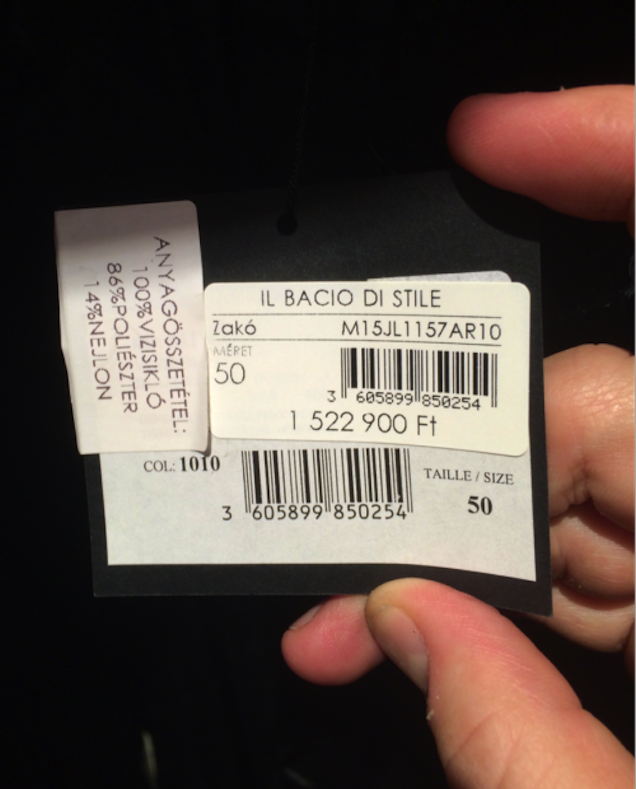 ANYAGÖSSZETÉTEL:
100%VIZISIKLÓ
86%POLIÉSZTER
14%NEJLON
IL BACIO DI STILE
Zakó M15JL1157AR10
MÉRET
50
3 605899 850254
1 522 900 Ft
COL: 1010
TAILLE / SIZE
50
3 605899 850254